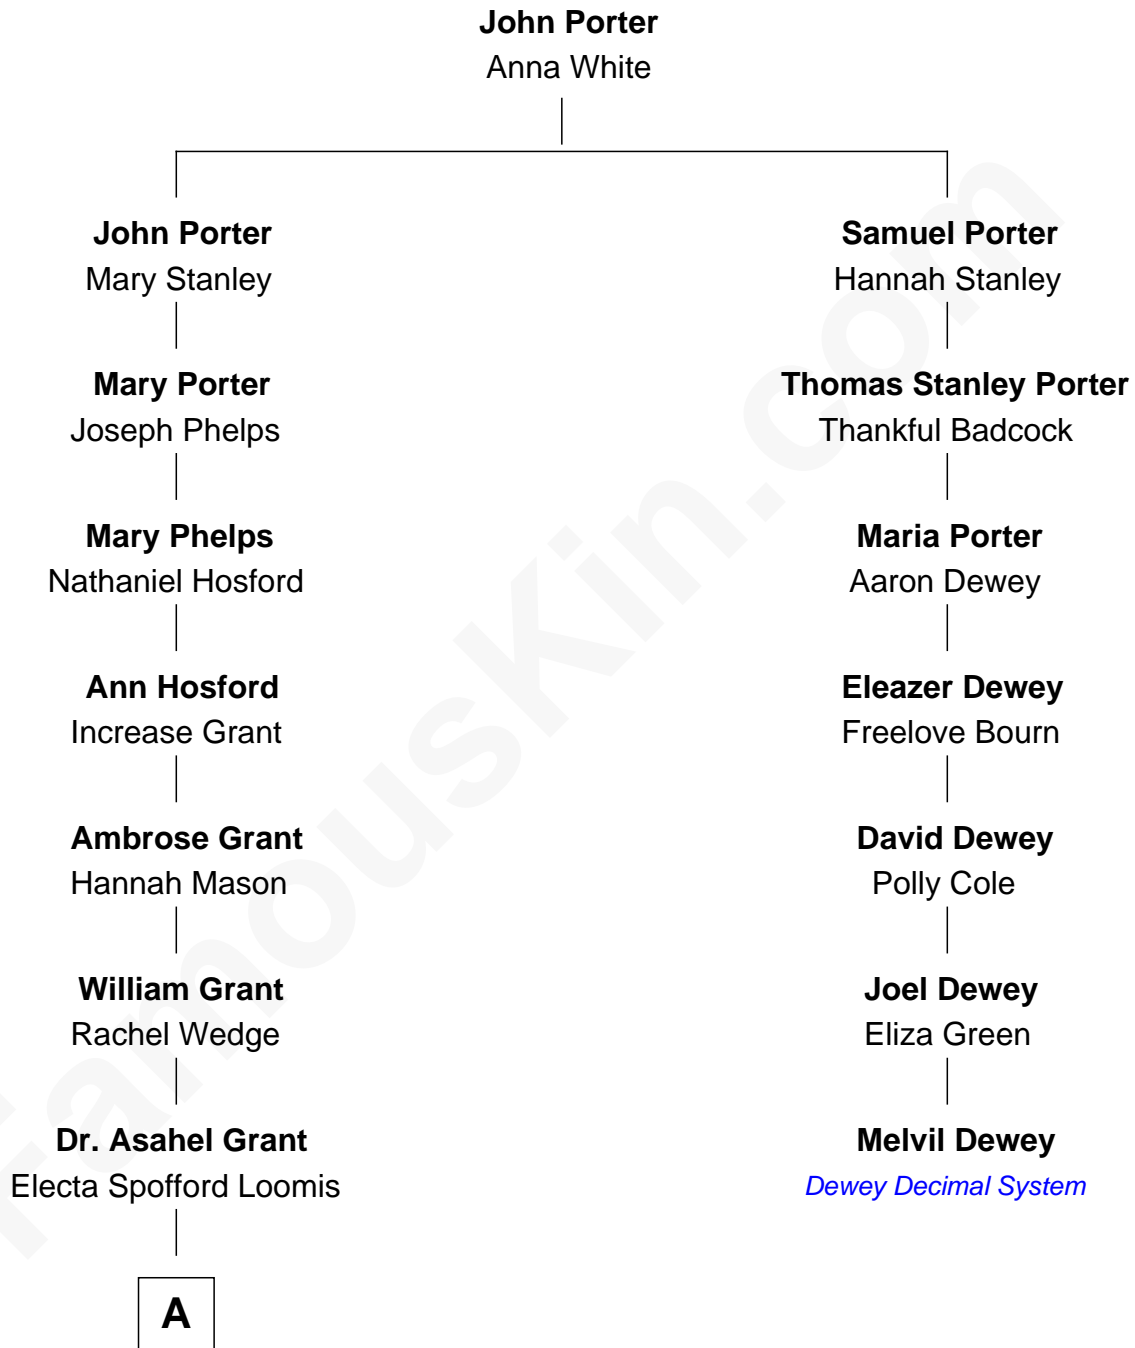 John Porter
Anna White
John Porter
Mary Stanley
Samuel Porter
Hannah Stanley
Mary Porter
Joseph Phelps
Thomas Stanley Porter
Thankful Badcock
Mary Phelps
Nathaniel Hosford
Maria Porter
Aaron Dewey
Ann Hosford
Increase Grant
Eleazer Dewey
Freelove Bourn
Ambrose Grant
Hannah Mason
David Dewey
Polly Cole
William Grant
Rachel Wedge
Joel Dewey
Eliza Green
Dr. Asahel Grant
Electa Spofford Loomis
Melvil Dewey
Dewey Decimal System
A
FamousKin.com